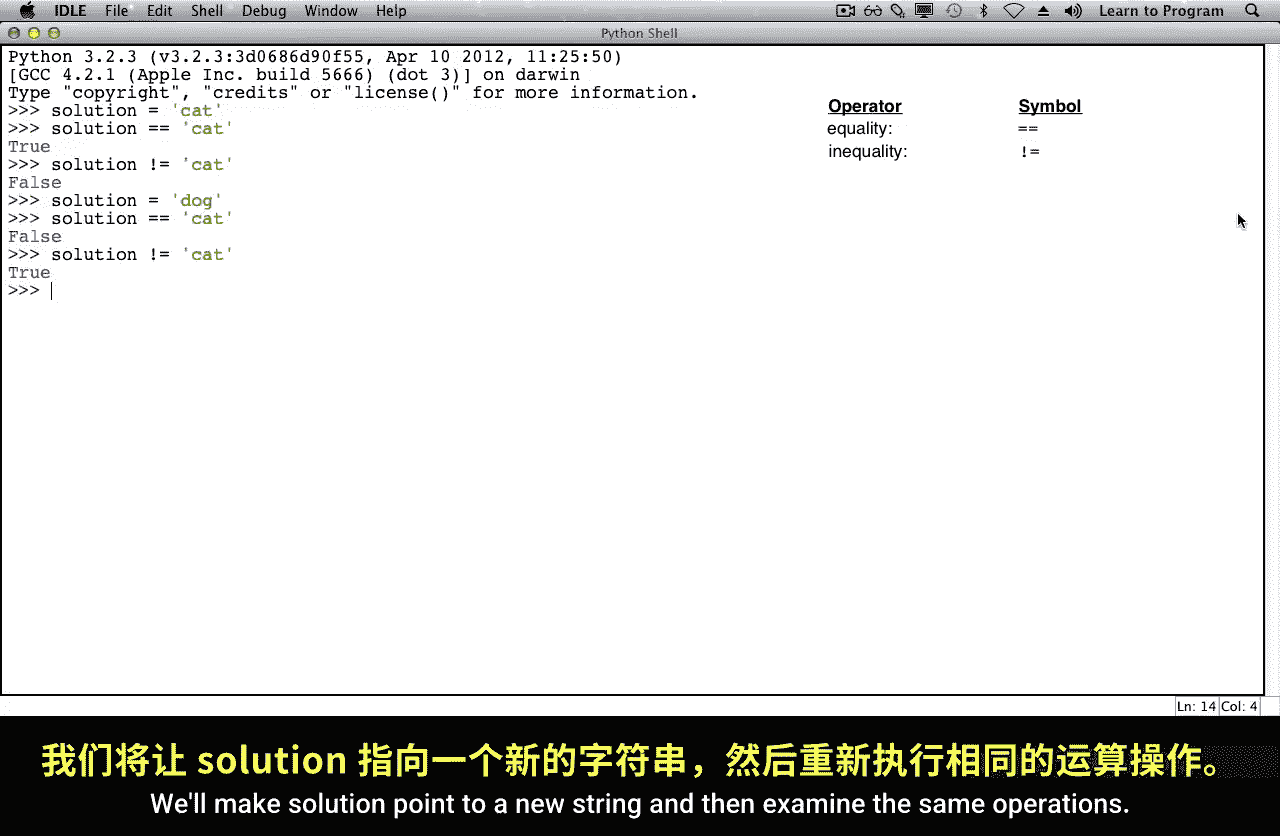 IDLE File Edit Shell Debug Window Help Learn to Program
Python Shell
Python 3.2.3 (v3.2.3:3d0686d90f55, Apr 10 2012, 11:25:50)
[GCC 4.2.1 (Apple Inc. build 5666) (dot 3)] on darwin
Type "copyright", "credits" or "license()" for more information.
>>> solution = 'cat'
>>> solution == 'cat'
True
>>> solution != 'cat'
False
>>> solution = 'dog'
>>> solution == 'cat'
False
>>> solution != 'cat'
True
>>>
Operator Symbol
equality: ==
inequality: !=
Ln: 14 Col: 4
我们将让 solution 指向一个新的字符串，然后重新执行相同的运算操作。
We'll make solution point to a new string and then examine the same operations.